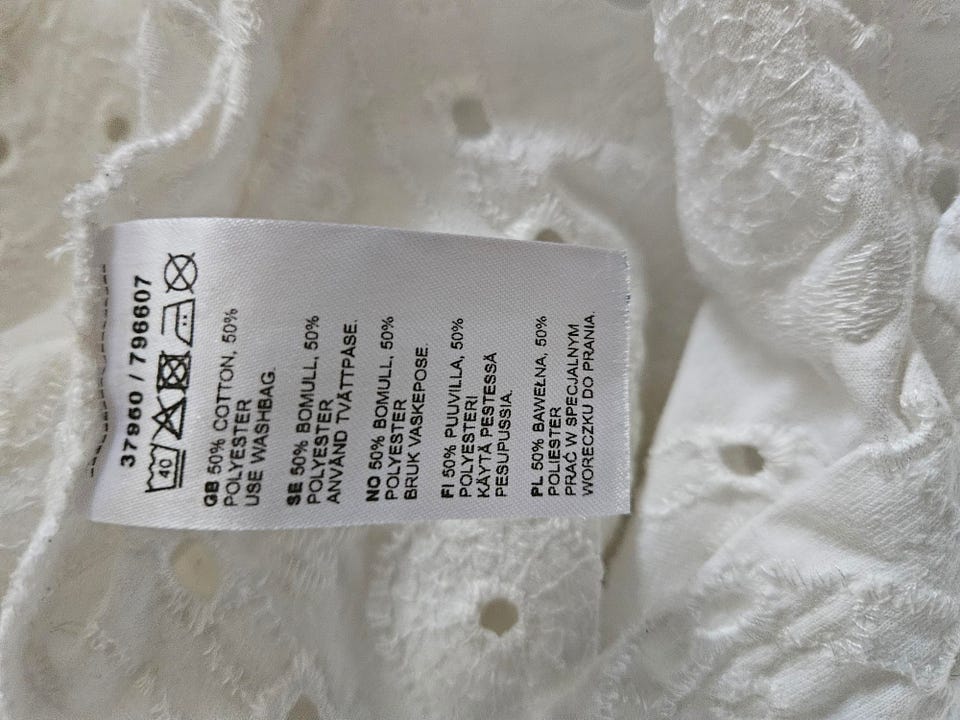 37960 / 796607
40
GB 50% COTTON, 50%
POLYESTER
USE WASHBAG.
SE 50% BOMULL, 50%
POLYESTER
ANVÄND TVÄTTPÅSE.
NO 50% BOMULL, 50%
POLYESTER
BRUK VASKEPOSE.
FI 50% PUUVILLA, 50%
POLYESTERI
KÄYTÄ PESTESSÄ
PESUPUSSIA.
PL 50% BAWEŁNA, 50%
POLIESTER
PRAĆ W SPECJALNYM
WORECZKU DO PRANIA.